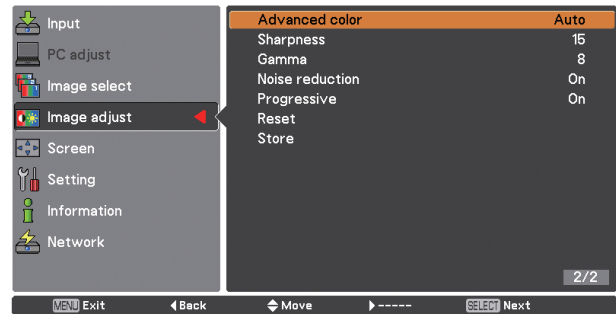 Input
PC adjust
Image select
Image adjust
Screen
Setting
Information
Network
Advanced color Auto
Sharpness 15
Gamma 8
Noise reduction On
Progressive On
Reset
Store
2/2
MENU Exit Back Move ----- SELECT Next